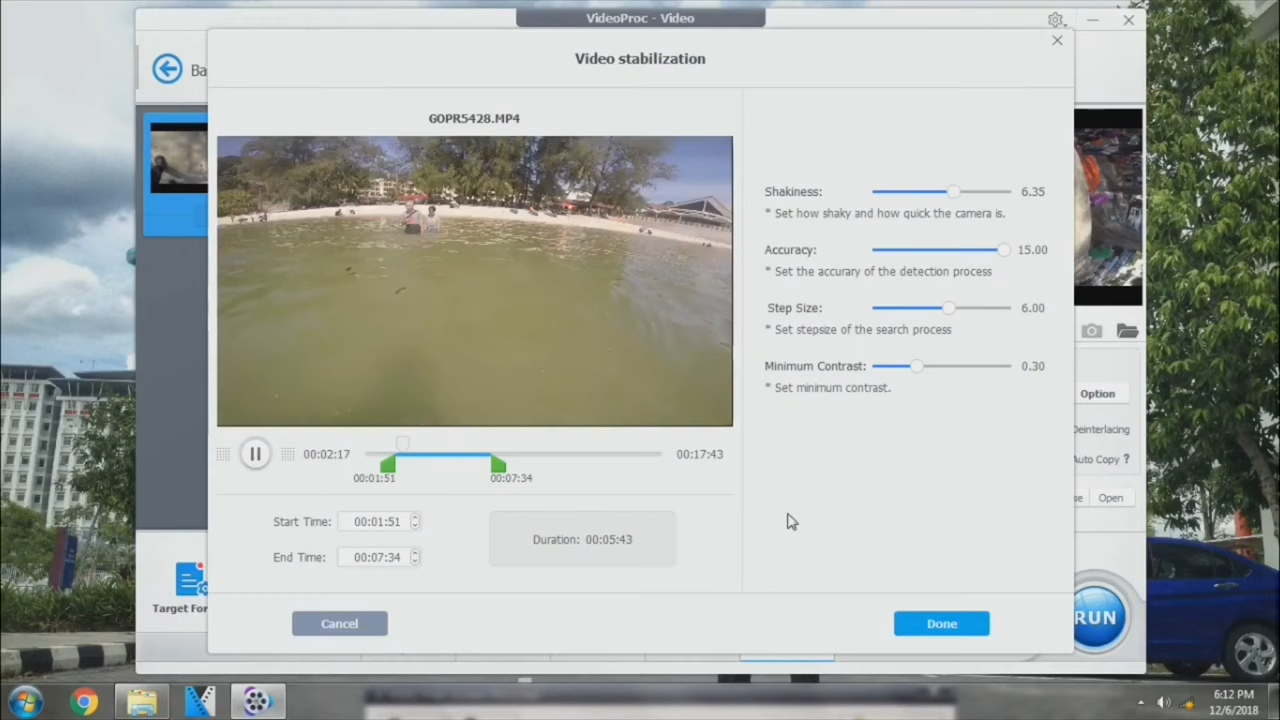 VideoProc - Video
Ba
Video stabilization
GOPR5428.MP4
Shakiness: 6.35
* Set how shaky and how quick the camera is.
Accuracy: 15.00
* Set the accurary of the detection process
Step Size: 6.00
* Set stepsize of the search process
Minimum Contrast: 0.30
* Set minimum contrast.
Option
Deinterlacing
Auto Copy ?
se Open
00:02:17 00:17:43
00:01:51 00:07:34
Start Time: 00:01:51
Duration: 00:05:43
End Time: 00:07:34
Target For
RUN
Cancel Done
6:12 PM
12/6/2018